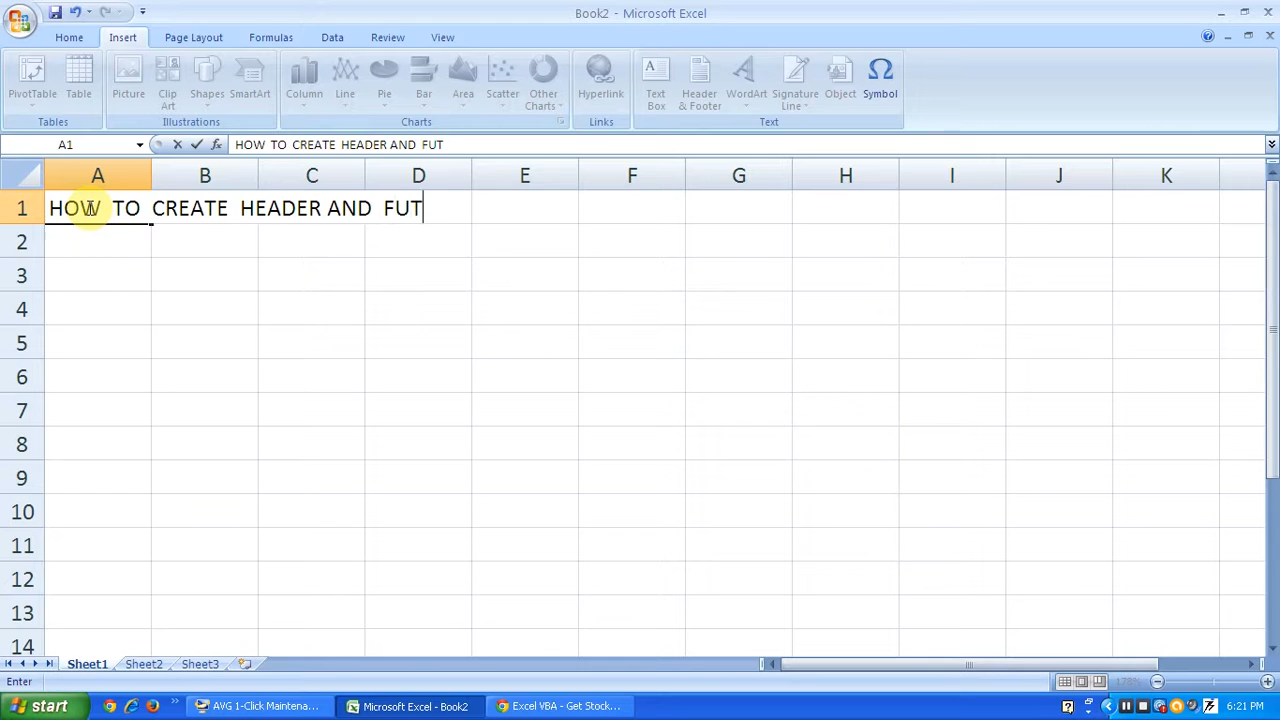 Book2 - Microsoft Excel
Home Insert Page Layout Formulas Data Review View
PivotTable Table Picture Clip Art Shapes SmartArt Column Line Pie Bar Area Scatter Other Charts Hyperlink Text Box Header & Footer WordArt Signature Line Object Symbol
Tables Illustrations Charts Links Text
A1 fx HOW TO CREATE HEADER AND FUT
A B C D E F G H I J K
1 HOW TO CREATE HEADER AND FUT
2
3
4
5
6
7
8
9
10
11
12
13
14
Sheet1 Sheet2 Sheet3
Enter 178%
start AVG 1-Click Maintena... Microsoft Excel - Book2 Excel VBA - Get Stock... 6:21 PM